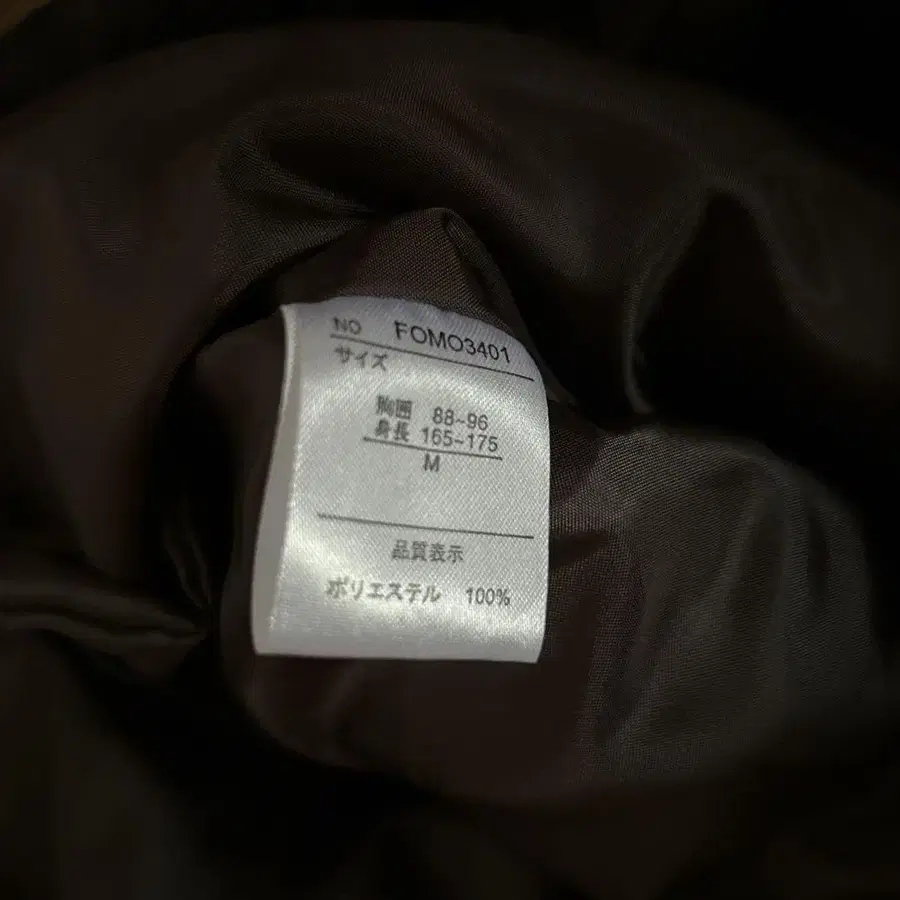 NO FOMO3401
サイズ
胸囲 88~96
身長 165~175
M
品質表示
ポリエステル 100%